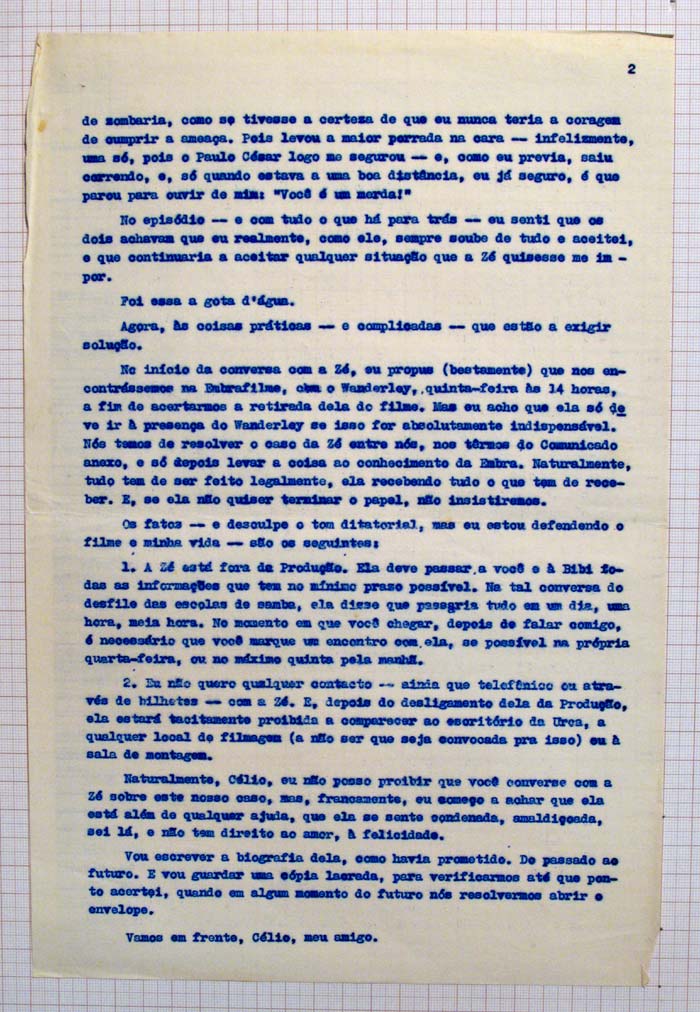 2
de zombaria, como se tivesse a certeza de que eu nunca teria a coragem
de cumprir a ameaça. Pois levou a maior porrada na cara -- infelizmente,
uma só, pois o Paulo César logo me segurou -- e, como eu previa, saiu
correndo, e, só quando estava a uma boa distância, eu já seguro, é que
parou para ouvir de mim: "Você é um merda!"
No episódio -- e com tudo o que há para trás -- eu senti que os
dois achavam que eu realmente, como ele, sempre soube de tudo e aceitei,
e que continuaria a aceitar qualquer situação que a Zé quisesse me im -
por.
Foi essa a gota d'água.
Agora, às coisas práticas -- e complicadas -- que estão a exigir
solução.
No início da conversa com a Zé, eu propus (bestamente) que nos en-
contrássemos na Embrafilme, com o Wanderley, quinta-feira às 14 horas,
a fim de acertarmos a retirada dela do filme. Mas eu acho que ela só de
ve ir à presença do Wanderley se isso for absolutamente indispensável.
Nós temos de resolver o caso da Zé entre nós, nos têrmos do Comunicado
anexo, e só depois levar a coisa ao conhecimento da Embra. Naturalmente,
tudo tem de ser feito legalmente, ela recebendo tudo o que tem de rece-
ber. E, se ela não quiser terminar o papel, não insistiremos.
Os fatos -- e desculpe o tom ditatorial, mas eu estou defendendo o
filme e minha vida -- são os seguintes:
1. A Zé está fora da Produção. Ela deve passar a você e à Bibi to-
das as informações que tem no mínimo prazo possível. Na tal conversa do
desfile das escolas de samba, ela disse que passaria tudo em um dia, uma
hora, meia hora. No momento em que você chegar, depois de falar comigo,
é necessário que você marque um encontro com ela, se possível na própria
quarta-feira, ou no máximo quinta pela manhã.
2. Eu não quero qualquer contacto -- ainda que telefônico ou atra-
vés de bilhetes -- com a Zé. E, depois do desligamento dela da Produção,
ela estará tacitamente proibida a comparecer ao escritório da Urca, a
qualquer local de filmagem (a não ser que seja convocada pra isso) ou à
sala de montagem.
Naturalmente, Célio, eu não posso proibir que você converse com a
Zé sobre este nosso caso, mas, francamente, eu começo a achar que ela
está além de qualquer ajuda, que ela se sente condenada, amaldiçoada,
sei lá, e não tem direito ao amor, à felicidade.
Vou escrever a biografia dela, como havia prometido. Do passado ao
futuro. E vou guardar uma cópia lacrada, para verificarmos até que pon-
to acertei, quando em algum momento do futuro nós resolvermos abrir o
envelope.
Vamos em frente, Célio, meu amigo.